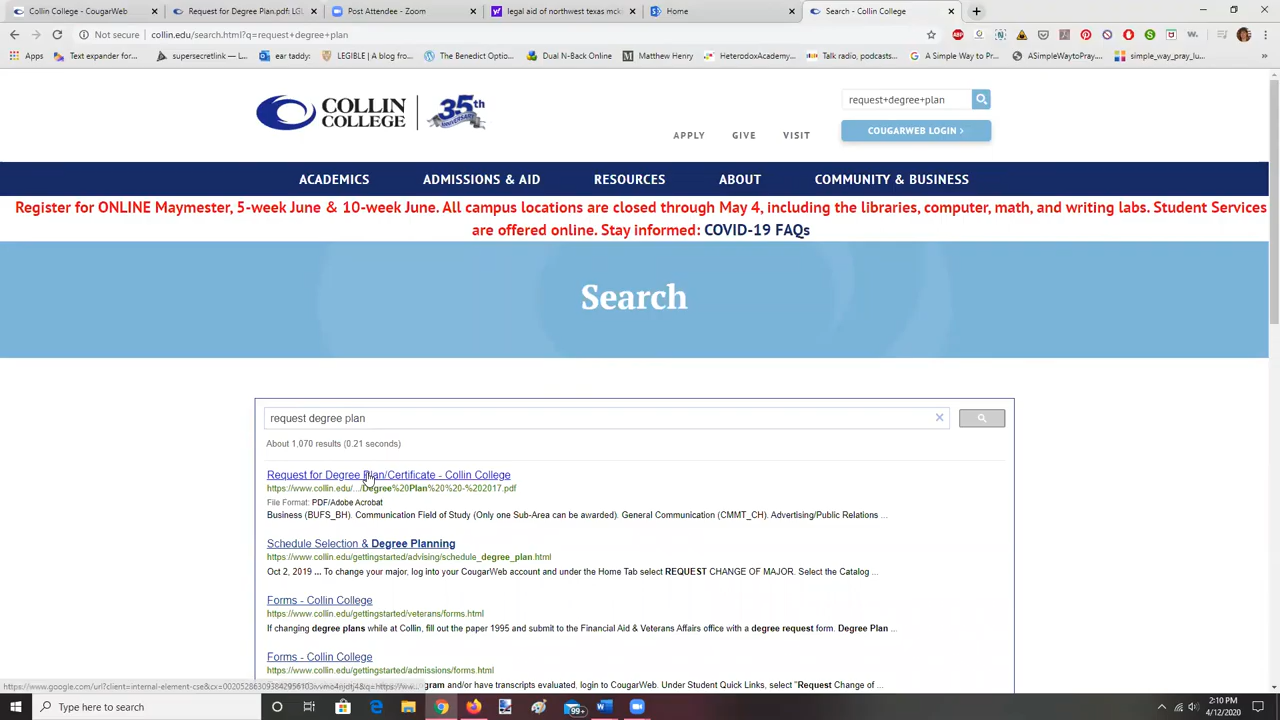 Collin College - CougarWeb
Post Attendee - Zoom
legal aid of northwest texas mck
Home
Search - Collin College
Not secure | collin.edu/search.html?q=request+degree+plan
Apps
Text expander for...
supersecretlink - G...
ear taddy:
LEGIBLE | ear tadd...
The Benedict Optio...
Dual N-Back Online
Matthew Henry
HeterodoxAcademy...
Talk radio, podcasts...
A Simple Way to P...
ASimpleWaytoPray...
simple_way_pray_lu...
COLLIN COLLEGE
35th ANNIVERSARY
request+degree+plan
APPLY GIVE VISIT
COUGARWEB LOGIN >
ACADEMICS ADMISSIONS & AID RESOURCES ABOUT COMMUNITY & BUSINESS
Register for ONLINE Maymester, 5-week June & 10-week June. All campus locations are closed through May 4, including the libraries, computer, math, and writing labs. Student Services
are offered online. Stay informed: COVID-19 FAQs
Search
request degree plan
About 1,070 results (0.21 seconds)
Request for Degree Plan/Certificate - Collin College
https://www.collin.edu/.../Degree%20Plan%20%20-%202017.pdf
File Format: PDF/Adobe Acrobat
Business (BUFS_BH). Communication Field of Study (Only one Sub-Area can be awarded). General Communication (CMMT_CH). Advertising/Public Relations ...
Schedule Selection & Degree Planning
https://www.collin.edu/gettingstarted/advising/schedule_degree_plan.html
Oct 2, 2019 ... To change your major, log into your CougarWeb account and under the Home Tab select REQUEST CHANGE OF MAJOR. Select the Catalog ...
Forms - Collin College
https://www.collin.edu/gettingstarted/veterans/forms.html
If changing degree plans while at Collin, fill out the paper 1995 and submit to the Financial Aid & Veterans Affairs office with a degree request form. Degree Plan ...
Forms - Collin College
https://www.collin.edu/gettingstarted/admissions/forms.html
gram and/or have transcripts evaluated, login to CougarWeb. Under Student Quick Links, select "Request Change of ...
Type here to search
99+
2:10 PM
4/12/2020